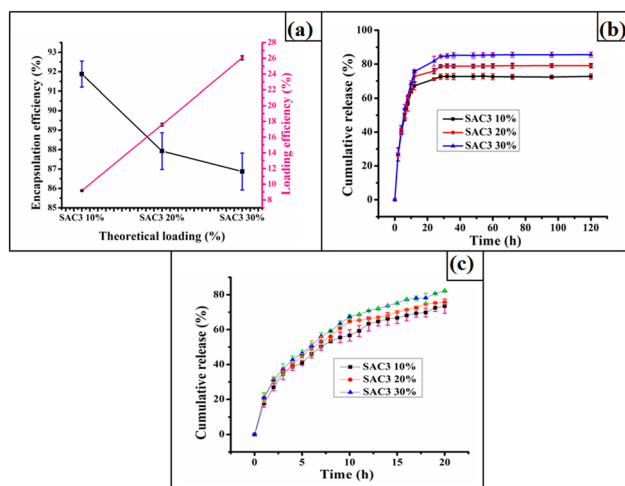 (a)
Encapsulation efficiency (%)
93
92
91
90
89
88
87
86
85
28
26
24
22
20
18
16
14
12
10
8
6
Loading efficiency (%)
SAC3 10%
SAC3 20%
SAC3 30%
Theoretical loading (%)
(b)
Cumulative release (%)
100
80
60
40
20
0
SAC3 10%
SAC3 20%
SAC3 30%
0
20
40
60
80
100
120
Time (h)
(c)
Cumulative release (%)
80
60
40
20
0
SAC3 10%
SAC3 20%
SAC3 30%
0
5
10
15
20
Time (h)